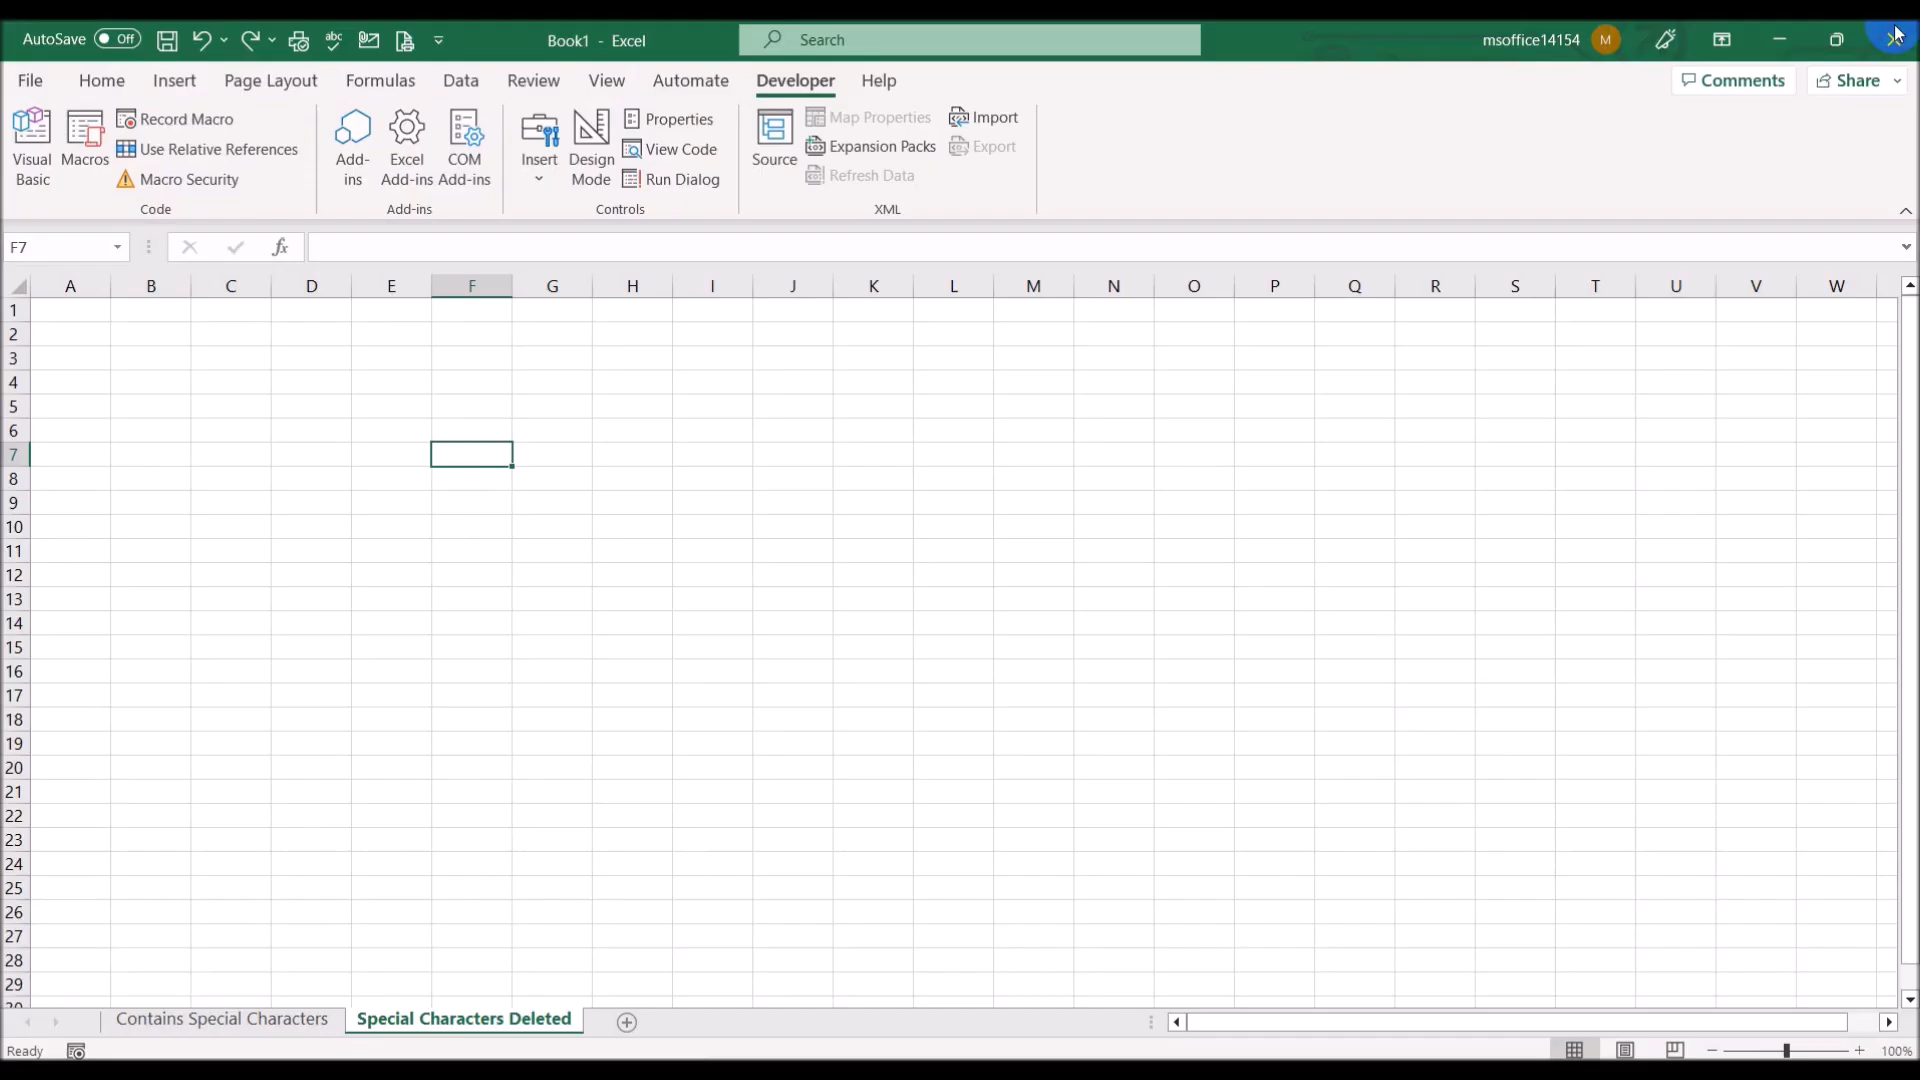 AutoSave Off Book1 - Excel Search msoffice14154 M
File Home Insert Page Layout Formulas Data Review View Automate Developer Help Comments Share
Visual Basic
Macros
Record Macro
Use Relative References
Macro Security
Code
Add-ins
Excel Add-ins
COM Add-ins
Add-ins
Insert
Design Mode
Properties
View Code
Run Dialog
Controls
Source
Map Properties
Expansion Packs
Refresh Data
Import
Export
XML
F7 fx
A B C D E F G H I J K L M N O P Q R S T U V W
1
2
3
4
5
6
7
8
9
10
11
12
13
14
15
16
17
18
19
20
21
22
23
24
25
26
27
28
29
30
Contains Special Characters Special Characters Deleted
Ready 100%